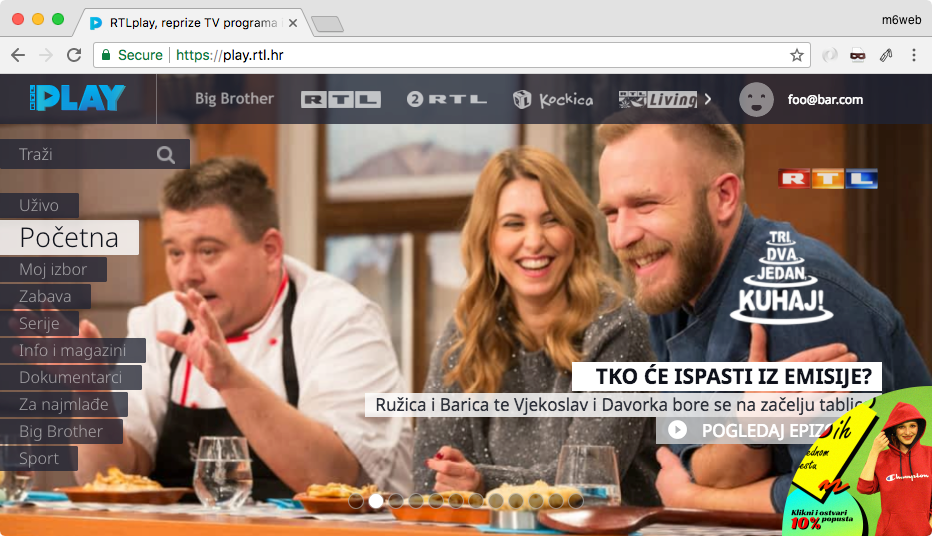 RTLplay, reprize TV programa
m6web
Secure
https://play.rtl.hr
PLAY
Big Brother
RTL
2 RTL
Kockica
Living
foo@bar.com
Traži
RTL
Uživo
Početna
Moj izbor
Zabava
Serije
Info i magazini
Dokumentarci
Za najmlađe
Big Brother
Sport
TRI,
DVA,
JEDAN,
KUHAJ!
TKO ĆE ISPASTI IZ EMISIJE?
Ružica i Barica te Vjekoslav i Davorka bore se na začelju tablic
POGLEDAJ EPIZ
Champion
Klikni i ostvari
10% popusta